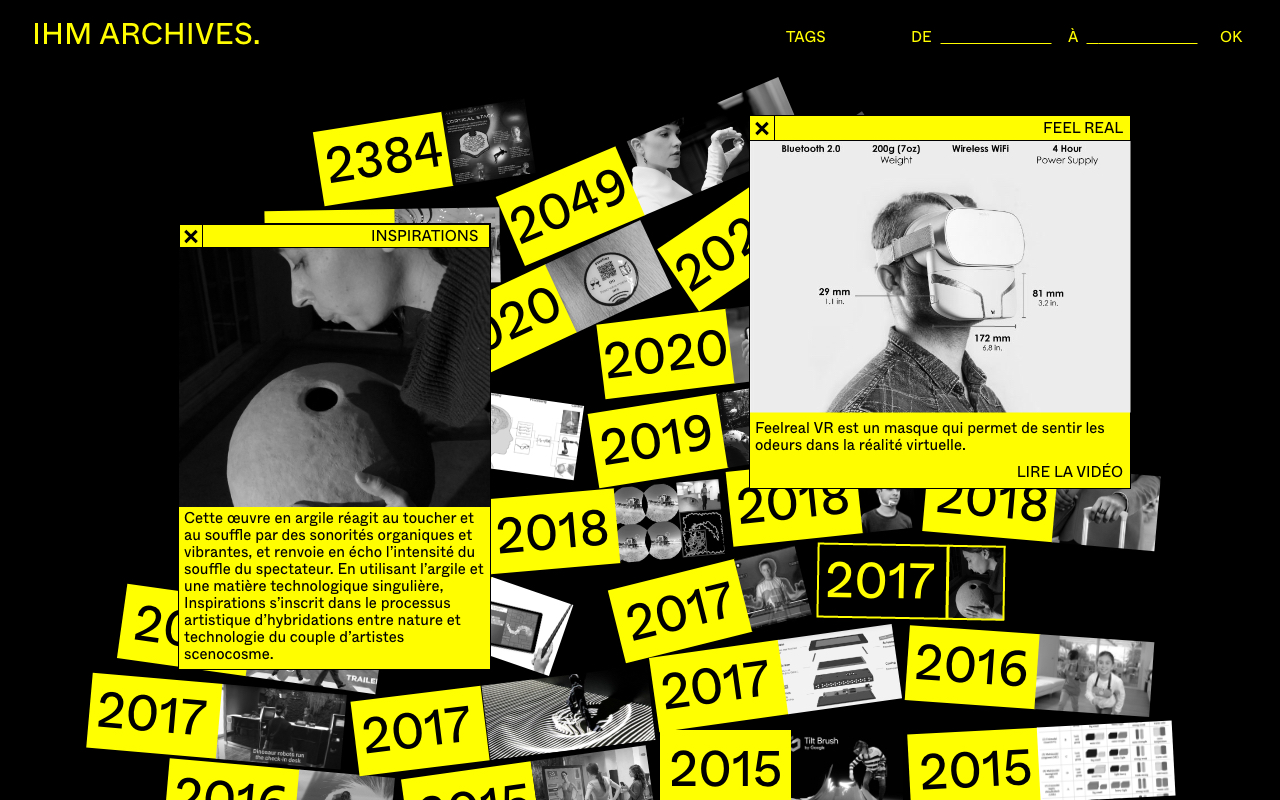 IHM ARCHIVES.
TAGS
DE
À
OK
2384
2049
FEEL REAL
Bluetooth 2.0
200g (7oz)
Weight
Wireless WiFi
4 Hour
Power Supply
29 mm
1.1 in.
81 mm
3.2 in.
172 mm
6.8 in.
Feelreal VR est un masque qui permet de sentir les
odeurs dans la réalité virtuelle.
LIRE LA VIDÉO
INSPIRATIONS
Cette œuvre en argile réagit au toucher et
au souffle par des sonorités organiques et
vibrantes, et renvoie en écho l’intensité du
souffle du spectateur. En utilisant l’argile et
une matière technologique singulière,
Inspirations s’inscrit dans le processus
artistique d’hybridations entre nature et
technologie du couple d’artistes
scenocosme.
202
020
2020
2019
2018
2018
2018
2017
2017
20
2017
2016
2017
2017
Dinosaur robots run
the check-in desk
TRAILE
Tilt Brush
by Google
2015
2015
2016
2015